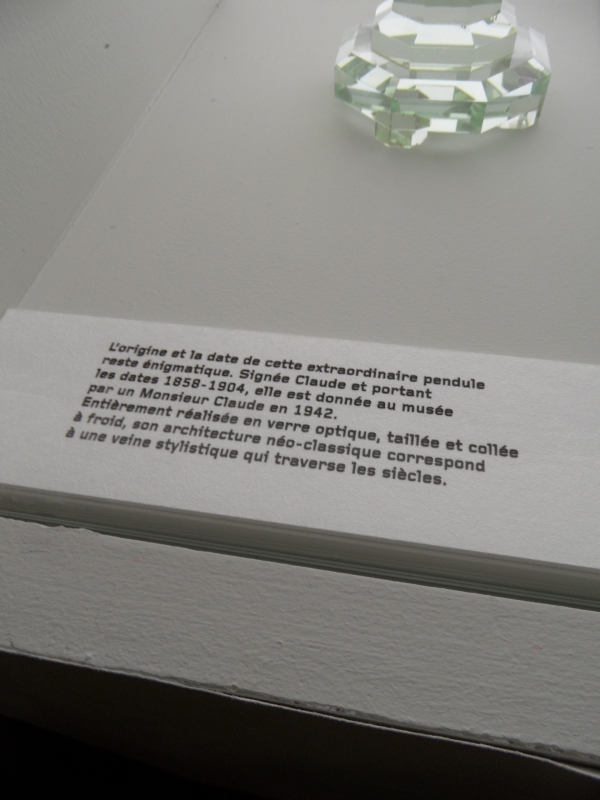 L'origine et la date de cette extraordinaire pendule
reste énigmatique. Signée Claude et portant
les dates 1858-1904, elle est donnée au musée
par un Monsieur Claude en 1942.
Entièrement réalisée en verre optique, taillée et collée
à froid, son architecture néo-classique correspond
à une veine stylistique qui traverse les siècles.